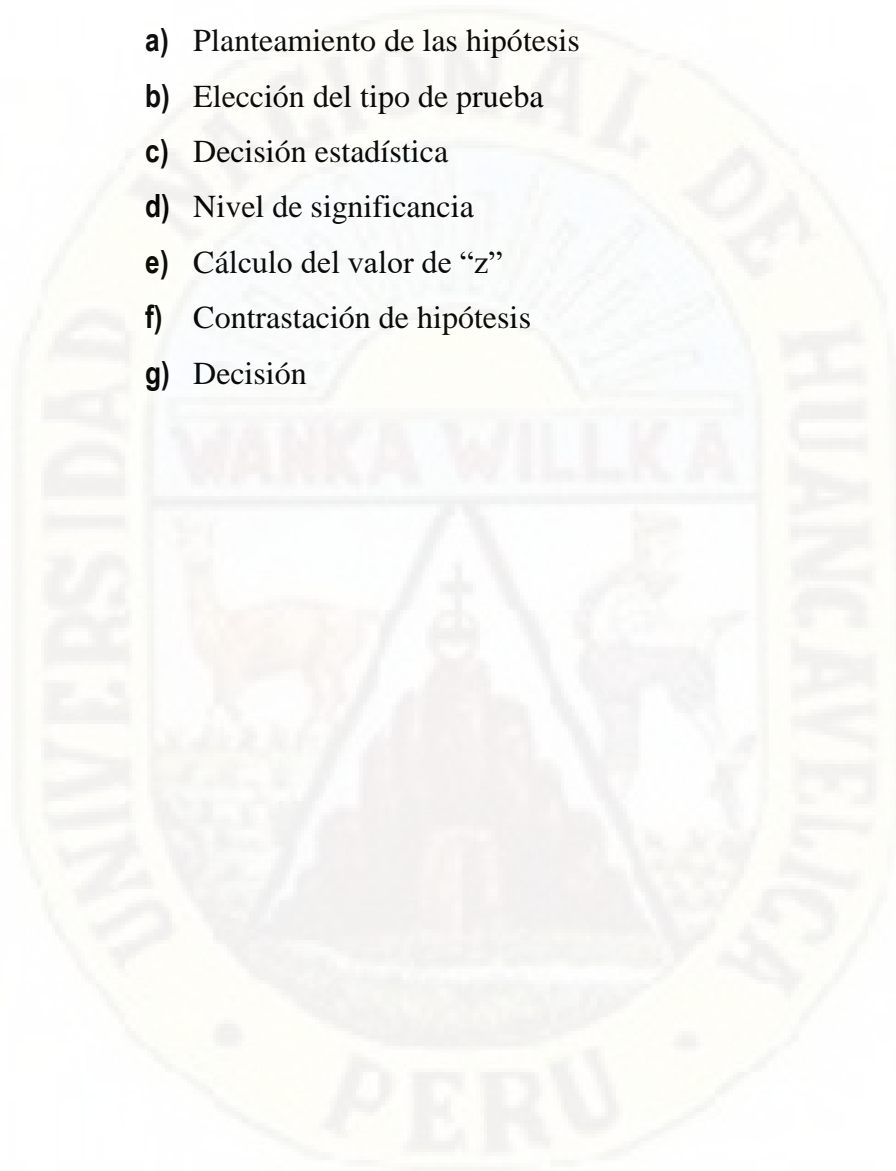 a) Planteamiento de las hipótesis
b) Elección del tipo de prueba
c) Decisión estadística
d) Nivel de significancia
e) Cálculo del valor de “z”
f) Contrastación de hipótesis
g) Decisión
UNIVERSIDAD NACIONAL DE HUANCAVELICA
WANKA WILLKA
PERU